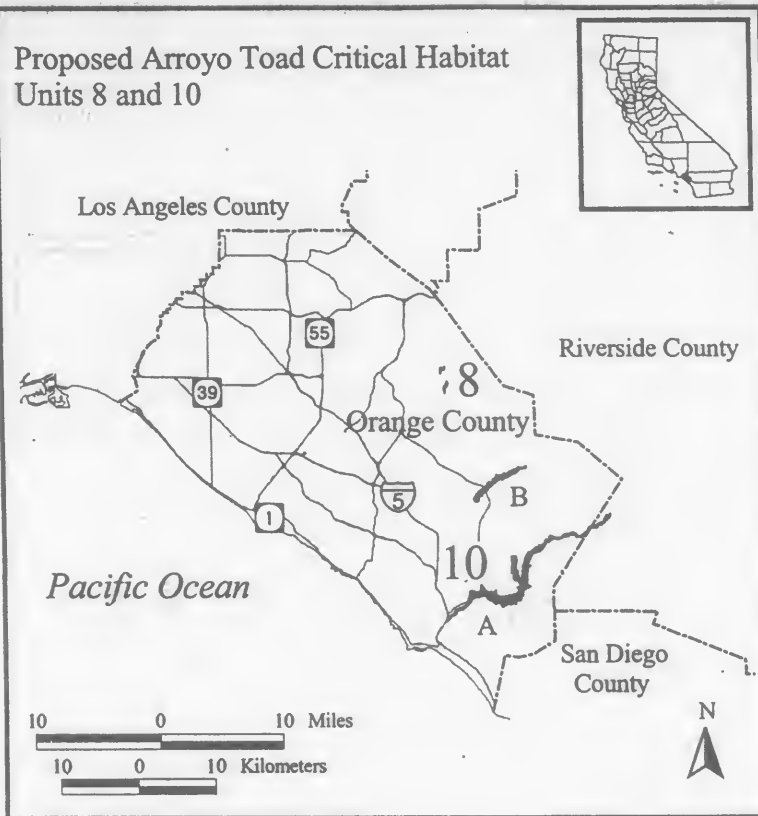 Proposed Arroyo Toad Critical Habitat
Units 8 and 10
Los Angeles County
55
Riverside County
8
39
Orange County
5
B
1
10
Pacific Ocean
A
San Diego
County
N
10 0 10 Miles
10 0 10 Kilometers